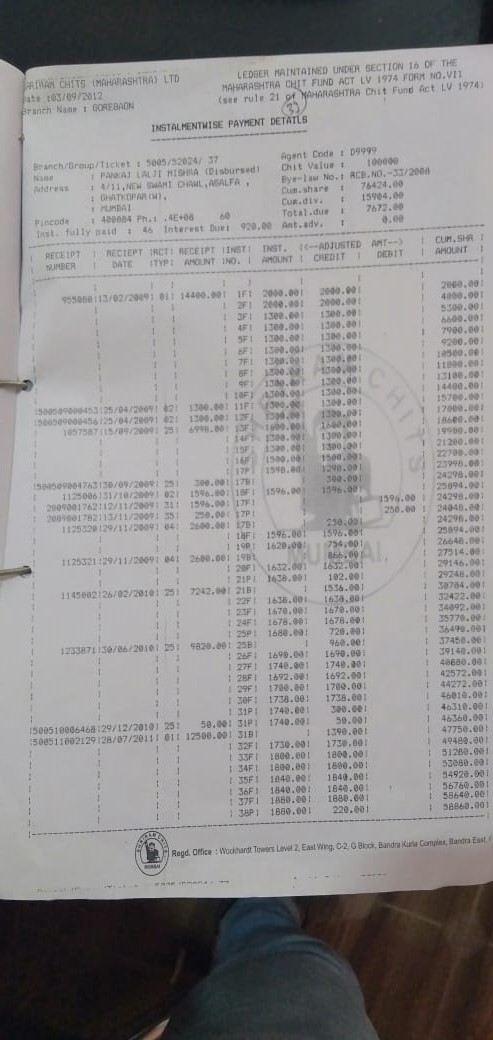 SHRIRAM CHITS (MAHARASHTRA) LTD
Date :03/09/2012
Branch Name : GOREGAON
LEDGER MAINTAINED UNDER SECTION 16 OF THE
MAHARASHTRA CHIT FUND ACT LV 1974 FORM NO.VII
(see rule 21 of MAHARASHTRA Chit Fund Act LV 1974)
INSTALMENTWISE PAYMENT DETAILS
Branch/Group/Ticket : 5005/52024/ 37
Name : PANKAJ LALJI MISHRA (Disbursed)
Address : 4/11,NEW SWAMI CHAWL,ASALFA ,
: GHATKOPAR(W),
: MUMBAI
Pincode : 400084 Ph.: .4E+08 60
Inst. fully paid : 46 Interest Due: 920.00
Agent Code : D9999
Chit Value : 100000
Bye-law No.: RCB.NO.-33/2008
Cum.share : 76424.00
Cum.div. : 15904.00
Total.due : 7672.00
Amt.adv. : 0.00
RECEIPT | RECEIPT |RCT| RECEIPT |INST| INST. |<--ADJUSTED AMT--> | CUM.SHR
NUMBER | DATE |TYP| AMOUNT |NO. | AMOUNT | CREDIT | DEBIT | AMOUNT
955080|13/02/2009| 01| 14400.00| 1F| 2000.00| 2000.00| 2000.00|
2F| 2000.00| 2000.00| 4000.00|
3F| 1300.00| 1300.00| 5300.00|
4F| 1300.00| 1300.00| 6600.00|
5F| 1300.00| 1300.00| 7900.00|
6F| 1300.00| 1300.00| 9200.00|
7F| 1300.00| 1300.00| 10500.00|
8F| 1300.00| 1300.00| 11800.00|
9F| 1300.00| 1300.00| 13100.00|
10F| 1300.00| 1300.00| 14400.00|
|500509000453|25/04/2009| 02| 1300.00| 11F| 1300.00| 1300.00| 15700.00|
|500509000456|25/04/2009| 02| 1300.00| 12F| 1300.00| 1300.00| 17000.00|
1057587|15/09/2009| 25| 6998.00| 13F| 1600.00| 1600.00| 18600.00|
14F| 1300.00| 1300.00| 19900.00|
15F| 1300.00| 1300.00| 21200.00|
16F| 1500.00| 1500.00| 22700.00|
17P| 1598.00| 1298.00| 23998.00|
|500509004763|30/09/2009| 25| 300.00| 17B| 300.00| 24298.00|
1125006|31/10/2009| 02| 1596.00| 18F| 1596.00| 1596.00| 25894.00|
2009001762|12/11/2009| 31| 1596.00| 17F| 1596.00 24298.00|
2009001782|13/11/2009| 35| 250.00| 17P| 250.00 24048.00|
1125320|29/11/2009| 04| 2600.00| 17B| 250.00| 24298.00|
18F| 1596.00| 1596.00| 25894.00|
19P| 1620.00| 754.00| 26648.00|
1125321|29/11/2009| 04| 2600.00| 19B| 866.00| 27514.00|
20F| 1632.00| 1632.00| 29146.00|
21P| 1638.00| 102.00| 29248.00|
1145002|26/02/2010| 25| 7242.00| 21B| 1536.00| 30784.00|
22F| 1638.00| 1638.00| 32422.00|
23F| 1670.00| 1670.00| 34092.00|
24F| 1678.00| 1678.00| 35770.00|
25P| 1680.00| 720.00| 36490.00|
1233871|30/06/2010| 25| 9820.00| 25B| 960.00| 37450.00|
26F| 1690.00| 1690.00| 39140.00|
27F| 1740.00| 1740.00| 40880.00|
28F| 1692.00| 1692.00| 42572.00|
29F| 1700.00| 1700.00| 44272.00|
30F| 1738.00| 1738.00| 46010.00|
31P| 1740.00| 300.00| 46310.00|
|500510006468|29/12/2010| 25| 50.00| 31P| 1740.00| 50.00| 46360.00|
|500511002129|28/07/2011| 01| 12500.00| 31B| 1390.00| 47750.00|
32F| 1730.00| 1730.00| 49480.00|
33F| 1800.00| 1800.00| 51280.00|
34F| 1800.00| 1800.00| 53080.00|
35F| 1840.00| 1840.00| 54920.00|
36F| 1840.00| 1840.00| 56760.00|
37F| 1880.00| 1880.00| 58640.00|
38P| 1880.00| 220.00| 58860.00|
Regd. Office : Wockhardt Towers Level 2, East Wing, C-2, G Block, Bandra Kurla Complex, Bandra East,